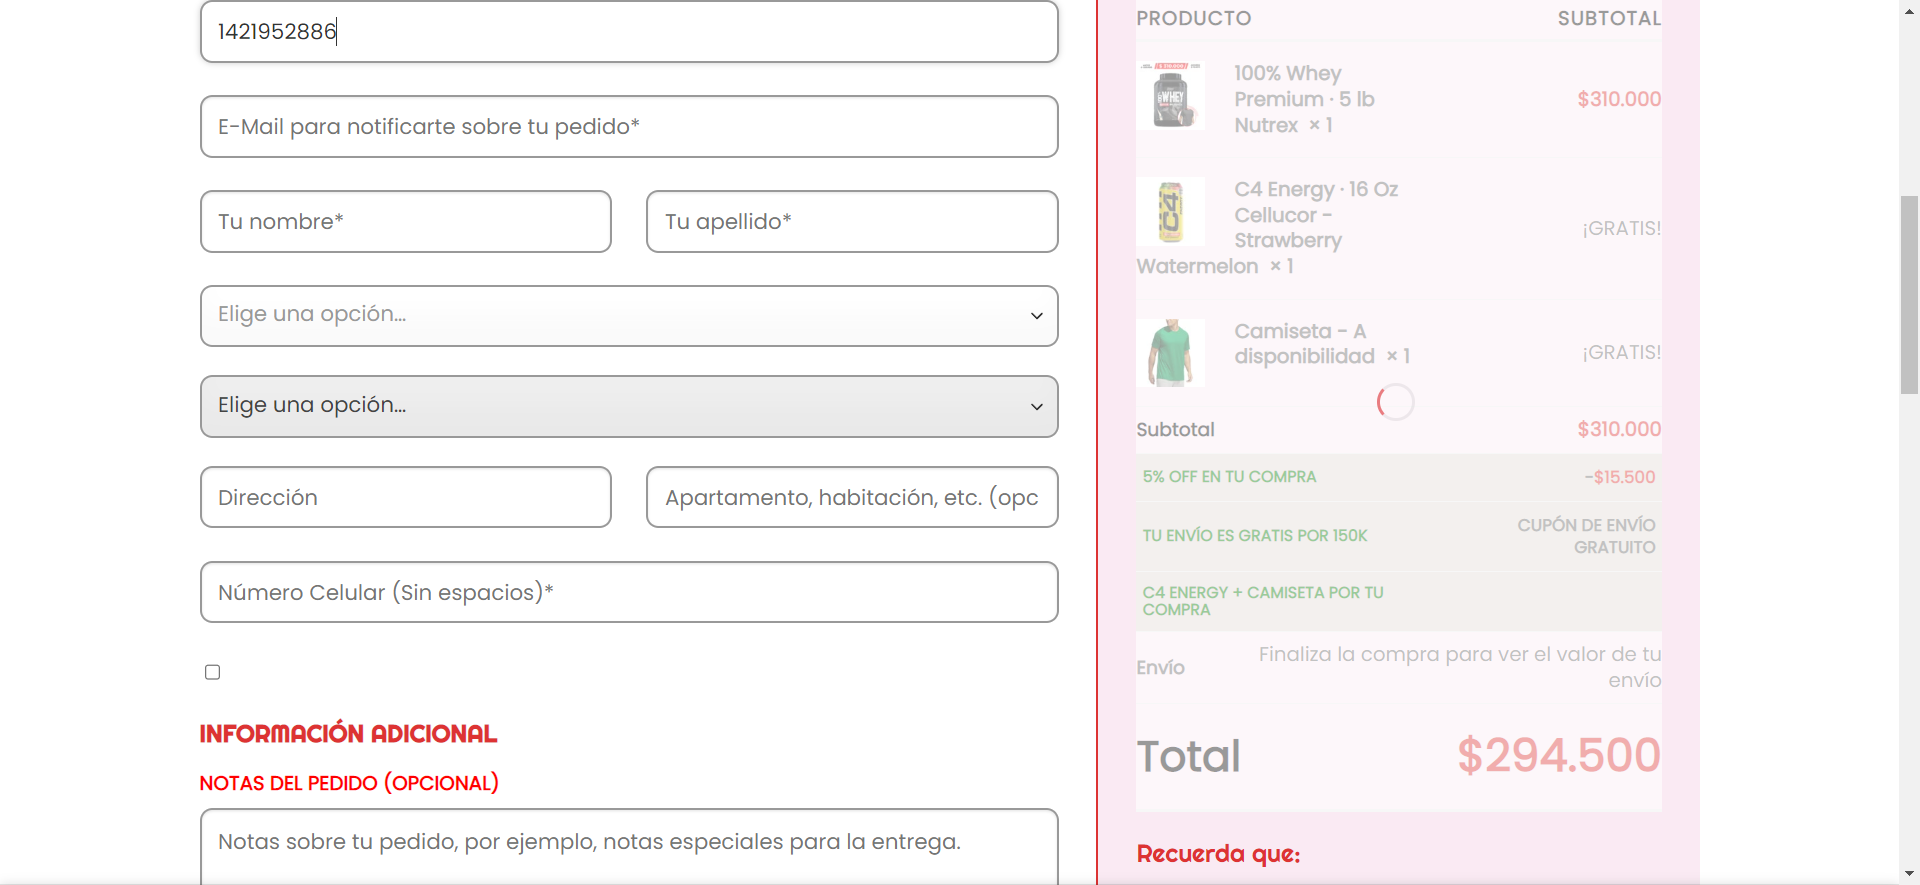 1421952886
E-Mail para notificarte sobre tu pedido*
Tu nombre*
Tu apellido*
Elige una opción...
Elige una opción...
Dirección
Apartamento, habitación, etc. (opc
Número Celular (Sin espacios)*
INFORMACIÓN ADICIONAL
NOTAS DEL PEDIDO (OPCIONAL)
Notas sobre tu pedido, por ejemplo, notas especiales para la entrega.
PRODUCTO
SUBTOTAL
WHEY
100% Whey
Premium · 5 lb
Nutrex × 1
$310.000
C4
C4 Energy · 16 Oz
Cellucor -
Strawberry
Watermelon × 1
¡GRATIS!
Camiseta - A
disponibilidad × 1
¡GRATIS!
Subtotal
$310.000
5% OFF EN TU COMPRA
-$15.500
TU ENVÍO ES GRATIS POR 150K
CUPÓN DE ENVÍO
GRATUITO
C4 ENERGY + CAMISETA POR TU
COMPRA
Envío
Finaliza la compra para ver el valor de tu
envío
Total
$294.500
Recuerda que: